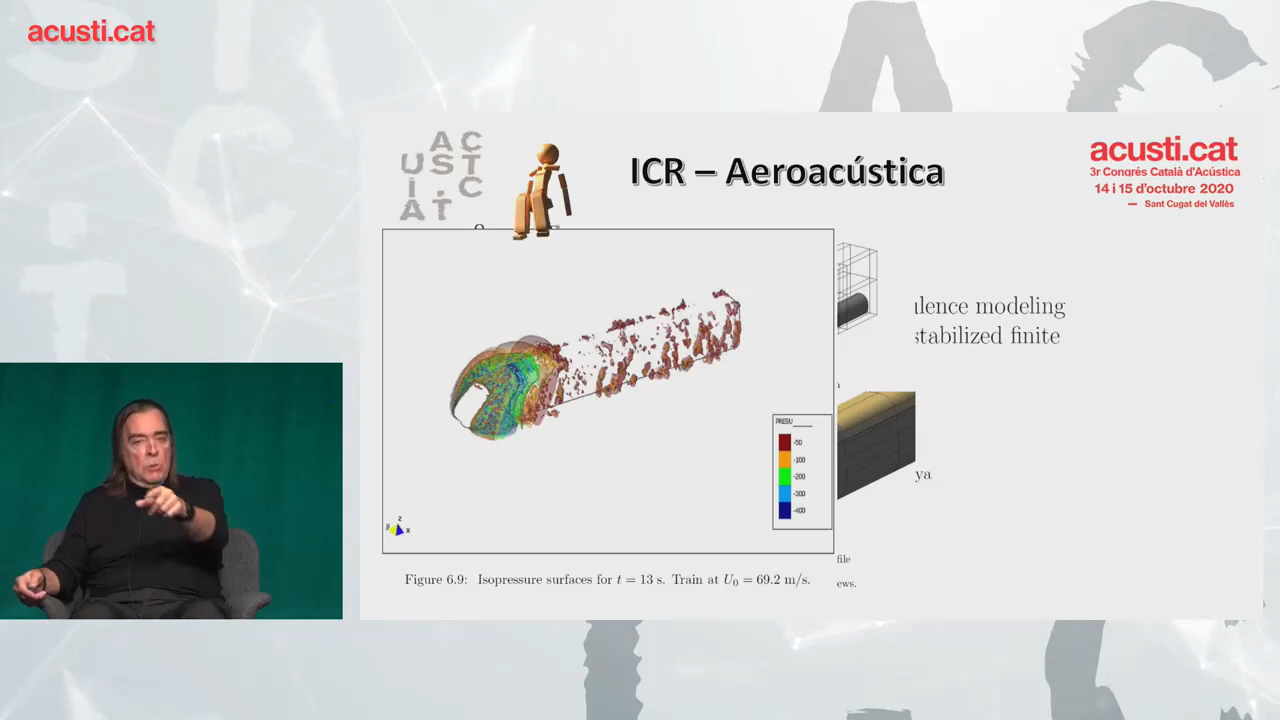 acusti.cat
AC
UST
i.C
AT
ICR – Aeroacústica
acusti.cat
3r Congrés Català d'Acústica
14 i 15 d'octubre 2020
Sant Cugat del Vallès
lence modeling
stabilized finite
PRESU
-50
-100
-200
-300
-400
z
y
x
ya
file
Figure 6.9: Isopressure surfaces for t = 13 s. Train at U₀ = 69.2 m/s.
ews.